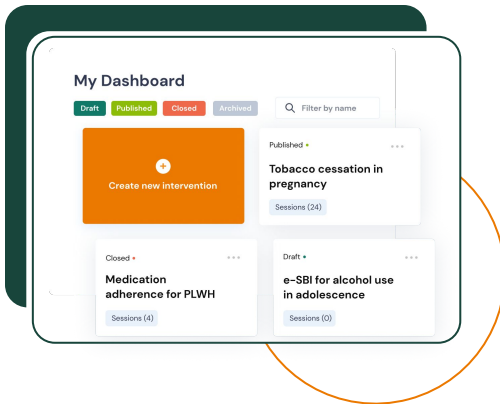 My Dashboard
Draft Published Closed Archived Filter by name
Create new intervention
Published
Tobacco cessation in
pregnancy
Sessions (24)
Closed
Medication
adherence for PLWH
Sessions (4)
Draft
e-SBI for alcohol use
in adolescence
Sessions (0)